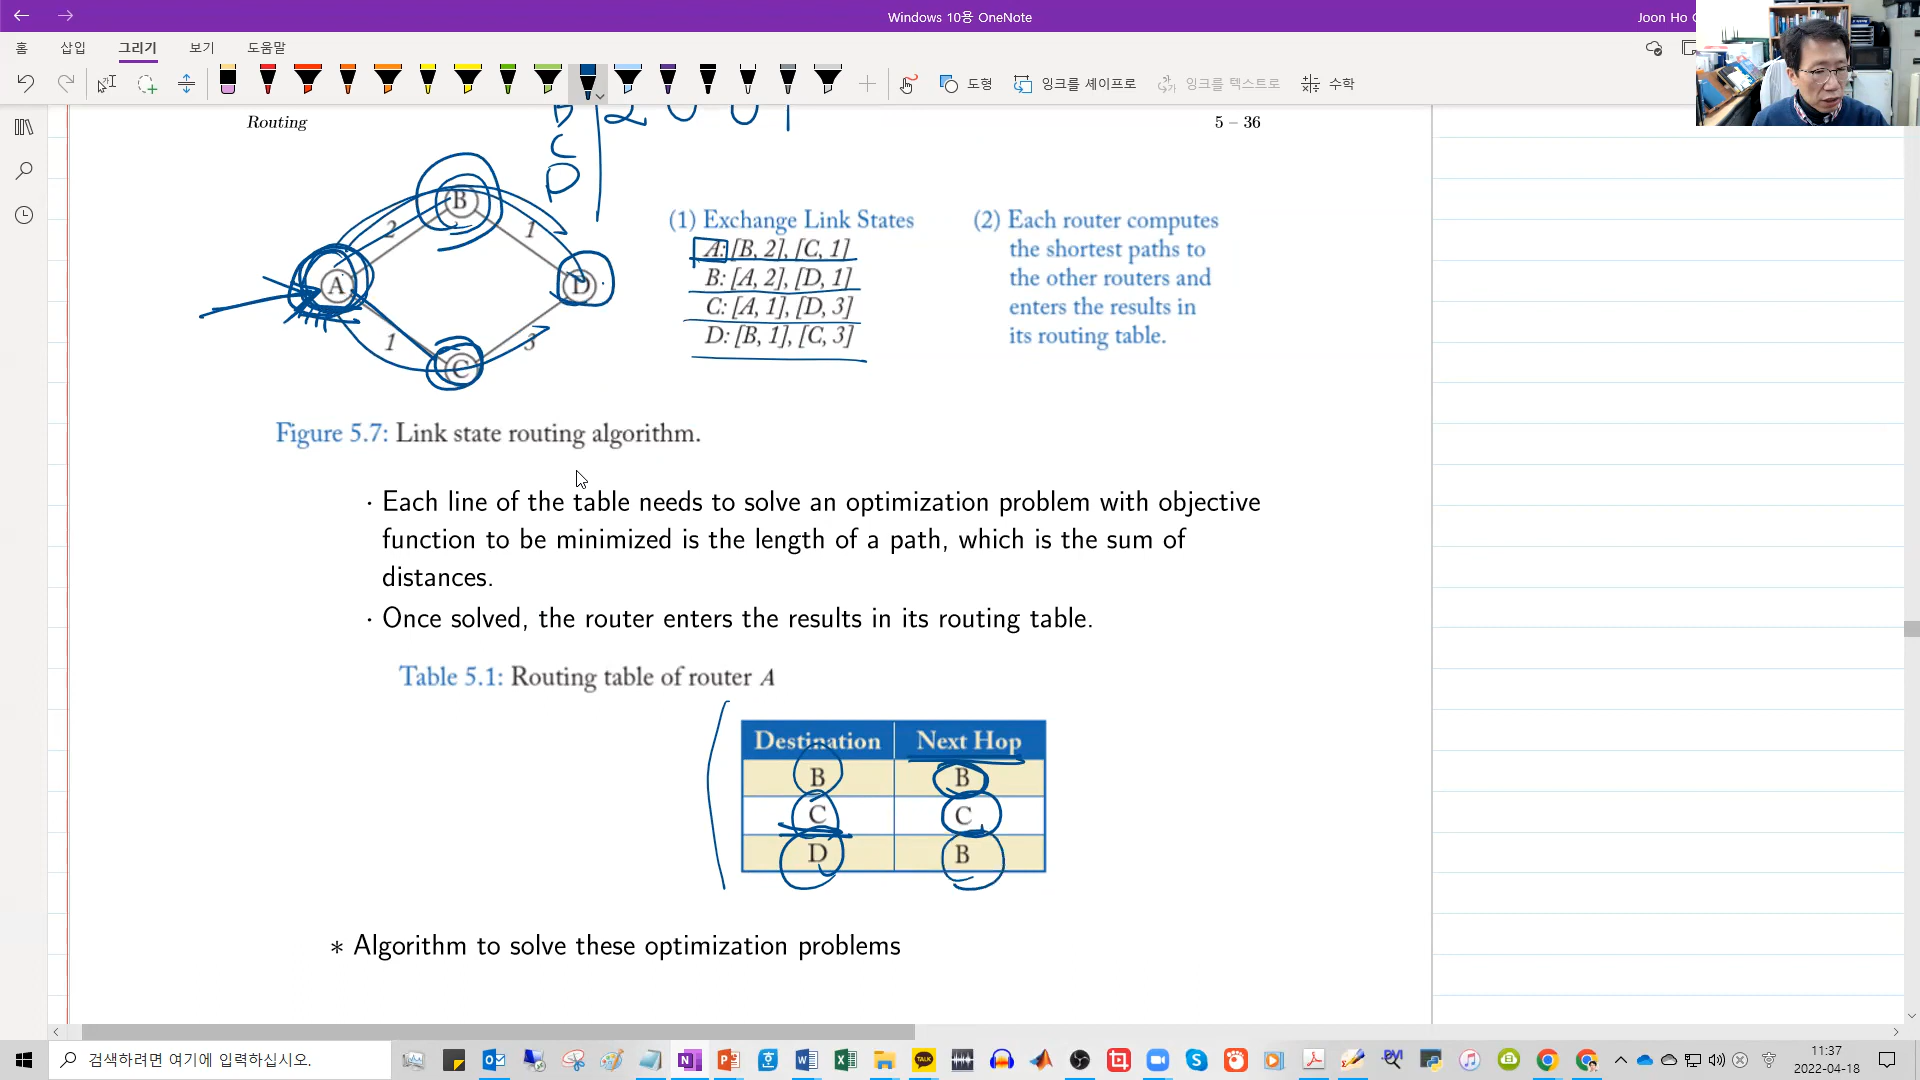 Windows 10용 OneNote
Joon Ho
홈 삽입 그리기 보기 도움말
도형 잉크를 셰이프로 잉크를 텍스트로 수학
Routing
5 – 36
B 2 0 0 1
C
D
B
2
1
A
D
1
3
C
(1) Exchange Link States
A: [B, 2], [C, 1]
B: [A, 2], [D, 1]
C: [A, 1], [D, 3]
D: [B, 1], [C, 3]
(2) Each router computes
the shortest paths to
the other routers and
enters the results in
its routing table.
Figure 5.7: Link state routing algorithm.
· Each line of the table needs to solve an optimization problem with objective
function to be minimized is the length of a path, which is the sum of
distances.
· Once solved, the router enters the results in its routing table.
Table 5.1: Routing table of router A
Destination Next Hop
B B
C C
D B
∗ Algorithm to solve these optimization problems
검색하려면 여기에 입력하십시오.
11:37
2022-04-18